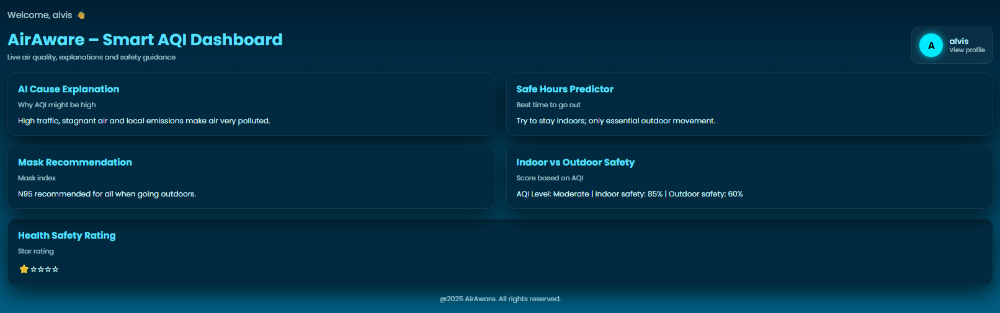 Welcome, alvis 👋
AirAware – Smart AQI Dashboard
Live air quality, explanations and safety guidance
A
alvis
View profile
AI Cause Explanation
Why AQI might be high
High traffic, stagnant air and local emissions make air very polluted.
Safe Hours Predictor
Best time to go out
Try to stay indoors; only essential outdoor movement.
Mask Recommendation
Mask index
N95 recommended for all when going outdoors.
Indoor vs Outdoor Safety
Score based on AQI
AQI Level: Moderate | Indoor safety: 85% | Outdoor safety: 60%
Health Safety Rating
Star rating
⭐☆☆☆☆
@2025 AirAware. All rights reserved.